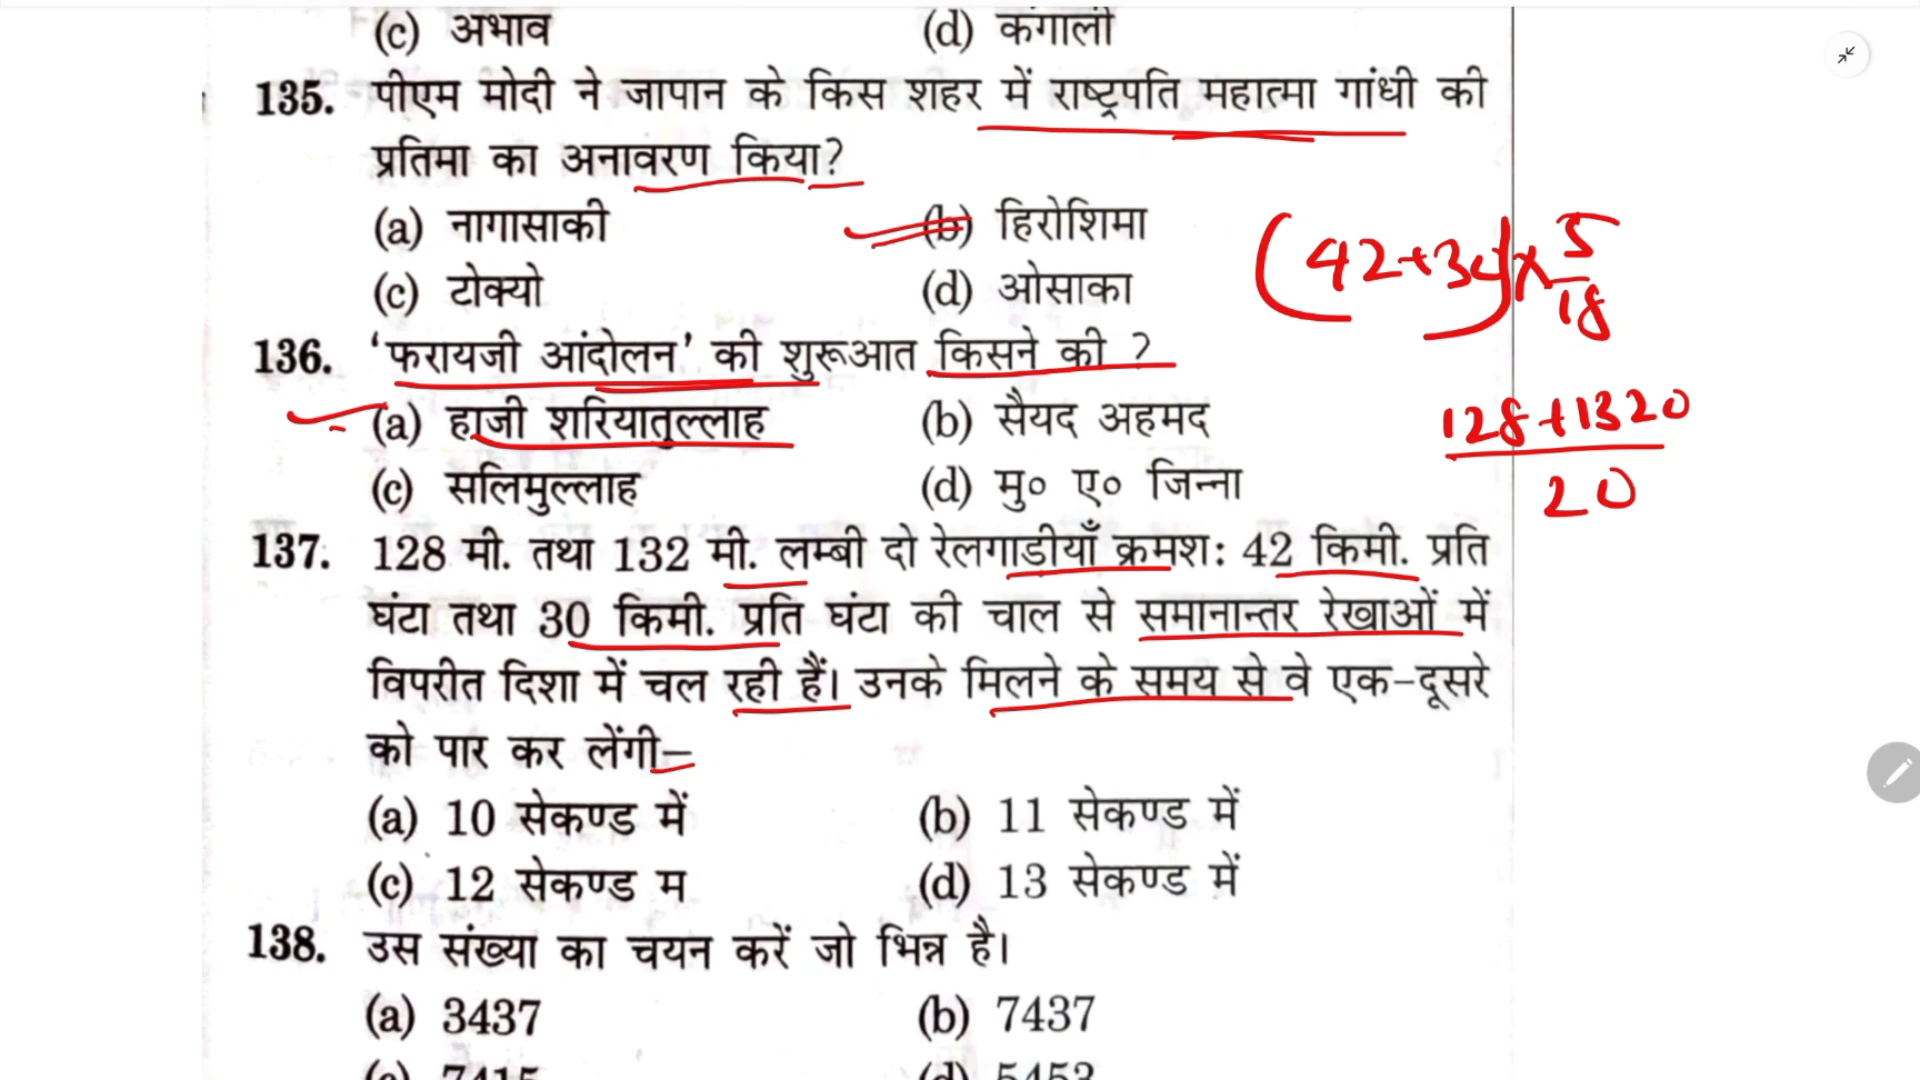 (c) अभाव (d) कंगाली
135. पीएम मोदी ने जापान के किस शहर में राष्ट्रपति महात्मा गांधी की
प्रतिमा का अनावरण किया?
(a) नागासाकी (b) हिरोशिमा
(c) टोक्यो (d) ओसाका
(42+30)×5/18
136. ‘फरायजी आंदोलन’ की शुरूआत किसने की ?
(a) हाजी शरियातुल्लाह (b) सैयद अहमद
128+1320
20
(c) सलिमुल्लाह (d) मु० ए० जिन्ना
137. 128 मी. तथा 132 मी. लम्बी दो रेलगाडीयाँ क्रमश: 42 किमी. प्रति
घंटा तथा 30 किमी. प्रति घंटा की चाल से समानान्तर रेखाओं में
विपरीत दिशा में चल रही हैं। उनके मिलने के समय से वे एक-दूसरे
को पार कर लेंगी–
(a) 10 सेकण्ड में (b) 11 सेकण्ड में
(c) 12 सेकण्ड म (d) 13 सेकण्ड में
138. उस संख्या का चयन करें जो भिन्न है।
(a) 3437 (b) 7437
(c) 7415 (d) 5453